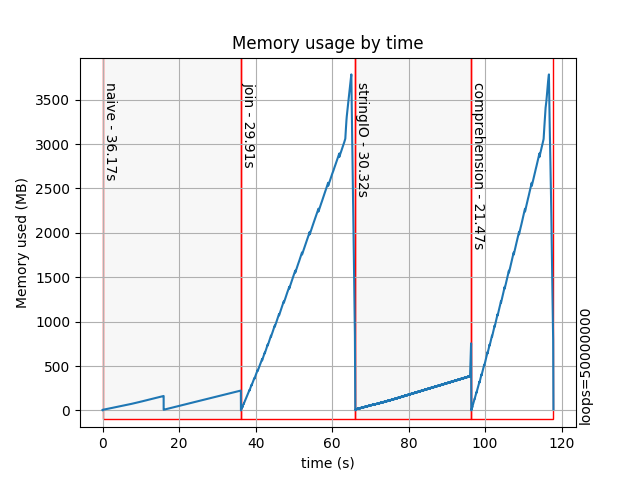 Memory usage by time
Memory used (MB)
3500
3000
2500
2000
1500
1000
500
0
naive - 36.17s
join - 29.91s
stringIO - 30.32s
comprehension - 21.47s
loops=50000000
0
20
40
60
80
100
120
time (s)